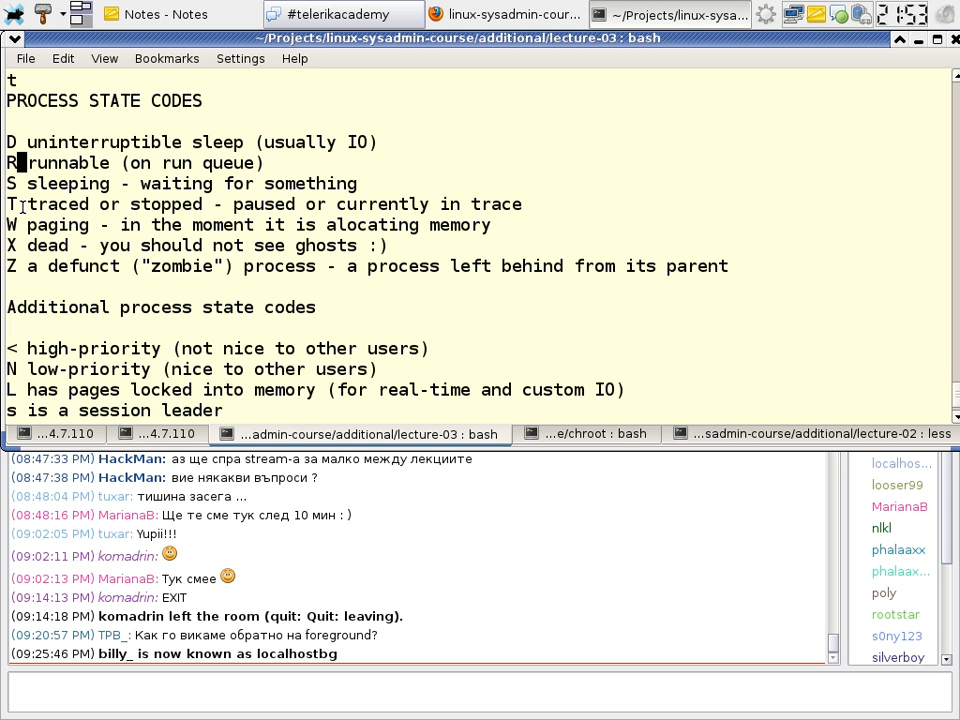 Notes - Notes
#telerikacademy
linux-sysadmin-cour...
~/Projects/linux-sysa...
21:53
~/Projects/linux-sysadmin-course/additional/lecture-03 : bash
File Edit View Bookmarks Settings Help
t
PROCESS STATE CODES
D uninterruptible sleep (usually IO)
R runnable (on run queue)
S sleeping - waiting for something
T traced or stopped - paused or currently in trace
W paging - in the moment it is alocating memory
X dead - you should not see ghosts :)
Z a defunct ("zombie") process - a process left behind from its parent
Additional process state codes
< high-priority (not nice to other users)
N low-priority (nice to other users)
L has pages locked into memory (for real-time and custom IO)
s is a session leader
...4.7.110
...4.7.110
...admin-course/additional/lecture-03 : bash
...e/chroot : bash
...sadmin-course/additional/lecture-02 : less
(08:47:33 PM) HackMan: аз ще спра stream-а за малко между лекциите
(08:47:38 PM) HackMan: вие някакви въпроси ?
(08:48:04 PM) tuxar: тишина засега ...
(08:48:16 PM) MarianaB: Ще те сме тук след 10 мин : )
(09:02:05 PM) tuxar: Yupii!!!
(09:02:11 PM) komadrin:
(09:02:13 PM) MarianaB: Тук смее
(09:14:13 PM) komadrin: EXIT
(09:14:18 PM) komadrin left the room (quit: Quit: leaving).
(09:20:57 PM) TPB_: Как го викаме обратно на foreground?
(09:25:46 PM) billy_ is now known as localhostbg
localhos...
looser99
MarianaB
nlkl
phalaaxx
phalaax...
poly
rootstar
s0ny123
silverboy